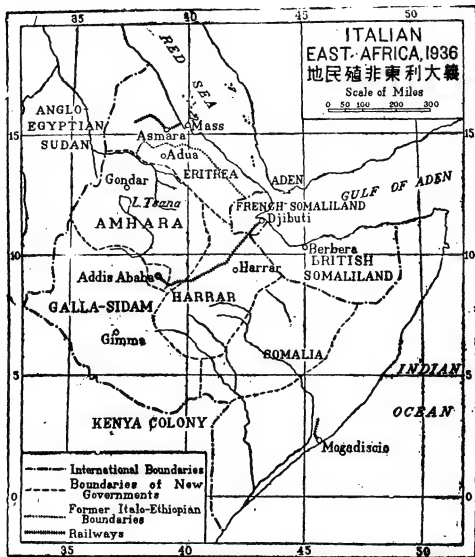 ITALIAN
EAST AFRICA, 1936
義大利東非殖民地
Scale of Miles
0 50 100 200 300
35 40 45 50
RED
SEA
ANGLO
EGYPTIAN
SUDAN
15
Mass
Asmara
Adua
ERITREA
ADEN
GULF OF ADEN
Gondar
L. Tsana
AMHARA
FRENCH SOMALILAND
Djibuti
10
Berbera
BRITISH
SOMALILAND
Addis Ababa
Harrar
HARRAR
GALLA-SIDAM
Gimma
SOMALIA
5
5
INDIAN
OCEAN
KENYA COLONY
Mogadiscio
International Boundaries
Boundaries of New
Governments
Former Italo-Ethiopian
Boundaries
Railways
0
0
35 40 45 50